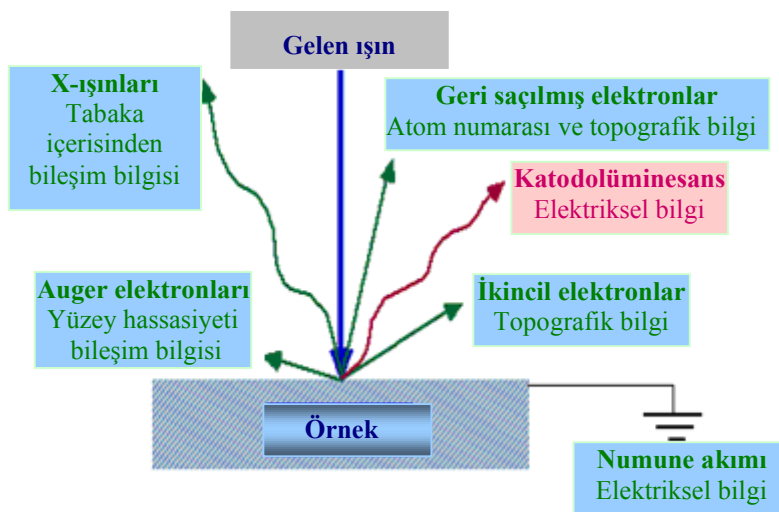 Gelen ışın
X-ışınları
Tabaka
içerisinden
bileşim bilgisi
Geri saçılmış elektronlar
Atom numarası ve topografik bilgi
Katodolüminesans
Elektriksel bilgi
Auger elektronları
Yüzey hassasiyeti
bileşim bilgisi
İkincil elektronlar
Topografik bilgi
Örnek
Numune akımı
Elektriksel bilgi